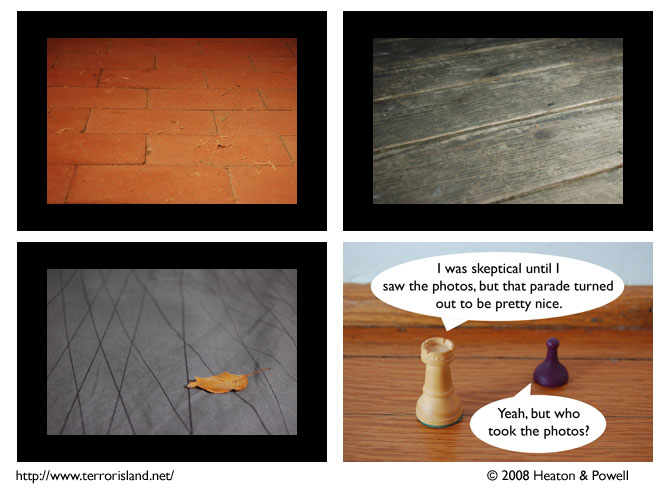 I was skeptical until I
saw the photos, but that parade turned
out to be pretty nice.
Yeah, but who
took the photos?
http://www.terrorisland.net/
© 2008 Heaton & Powell